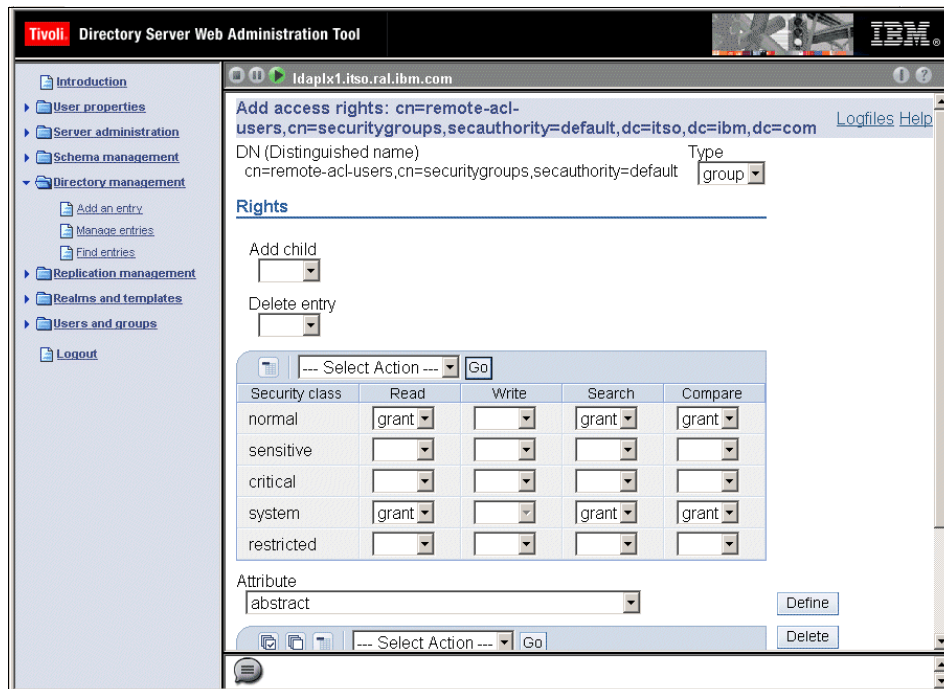 Tivoli. Directory Server Web Administration Tool
IBM®
Introduction
User properties
Server administration
Schema management
Directory management
Add an entry
Manage entries
Find entries
Replication management
Realms and templates
Users and groups
Logout
ldaplx1.itso.ral.ibm.com
Add access rights: cn=remote-acl-
users,cn=securitygroups,secauthority=default,dc=itso,dc=ibm,dc=com
Logfiles Help
DN (Distinguished name) Type
cn=remote-acl-users,cn=securitygroups,secauthority=default group
Rights
Add child
Delete entry
--- Select Action --- Go
Security class Read Write Search Compare
normal grant grant grant
sensitive
critical
system grant grant grant
restricted
Attribute
abstract Define
Delete
--- Select Action --- Go